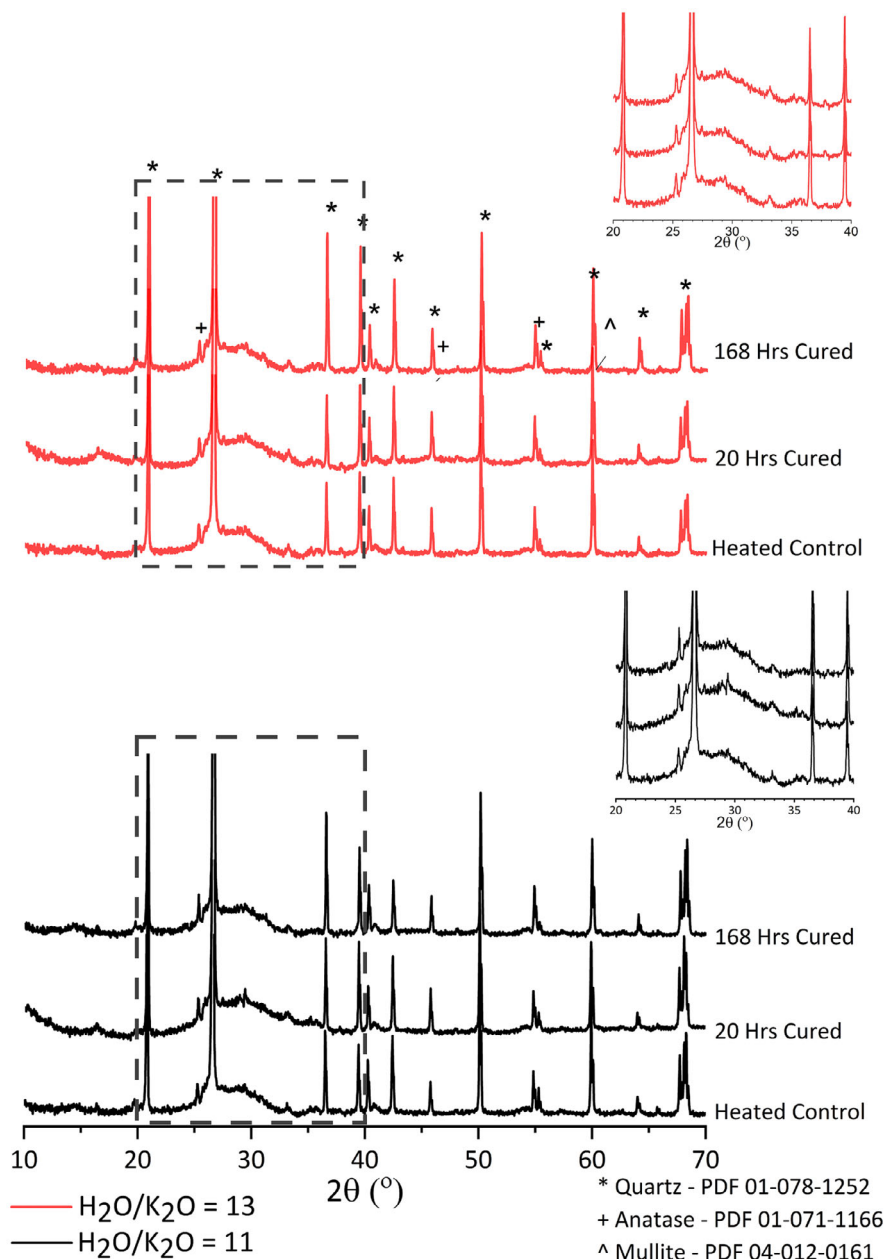 20 25 30 35 40
2θ (°)
* * * * * * * * * * * * *
+ + +
^
168 Hrs Cured
20 Hrs Cured
Heated Control
20 25 30 35 40
2θ (°)
168 Hrs Cured
20 Hrs Cured
Heated Control
10 20 30 40 50 60 70
2θ (°)
H₂O/K₂O = 13
H₂O/K₂O = 11
* Quartz - PDF 01-078-1252
+ Anatase - PDF 01-071-1166
^ Mullite - PDF 04-012-0161